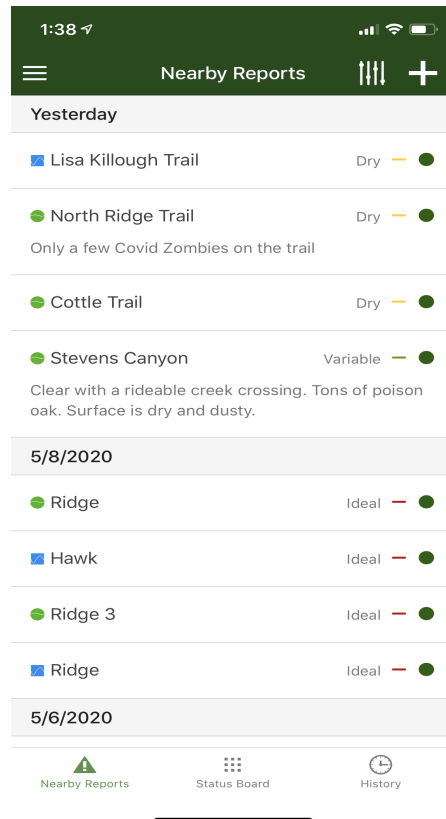 1:38
Nearby Reports
Yesterday
Lisa Killough Trail Dry
North Ridge Trail Dry
Only a few Covid Zombies on the trail
Cottle Trail Dry
Stevens Canyon Variable
Clear with a rideable creek crossing. Tons of poison
oak. Surface is dry and dusty.
5/8/2020
Ridge Ideal
Hawk Ideal
Ridge 3 Ideal
Ridge Ideal
5/6/2020
Nearby Reports Status Board History